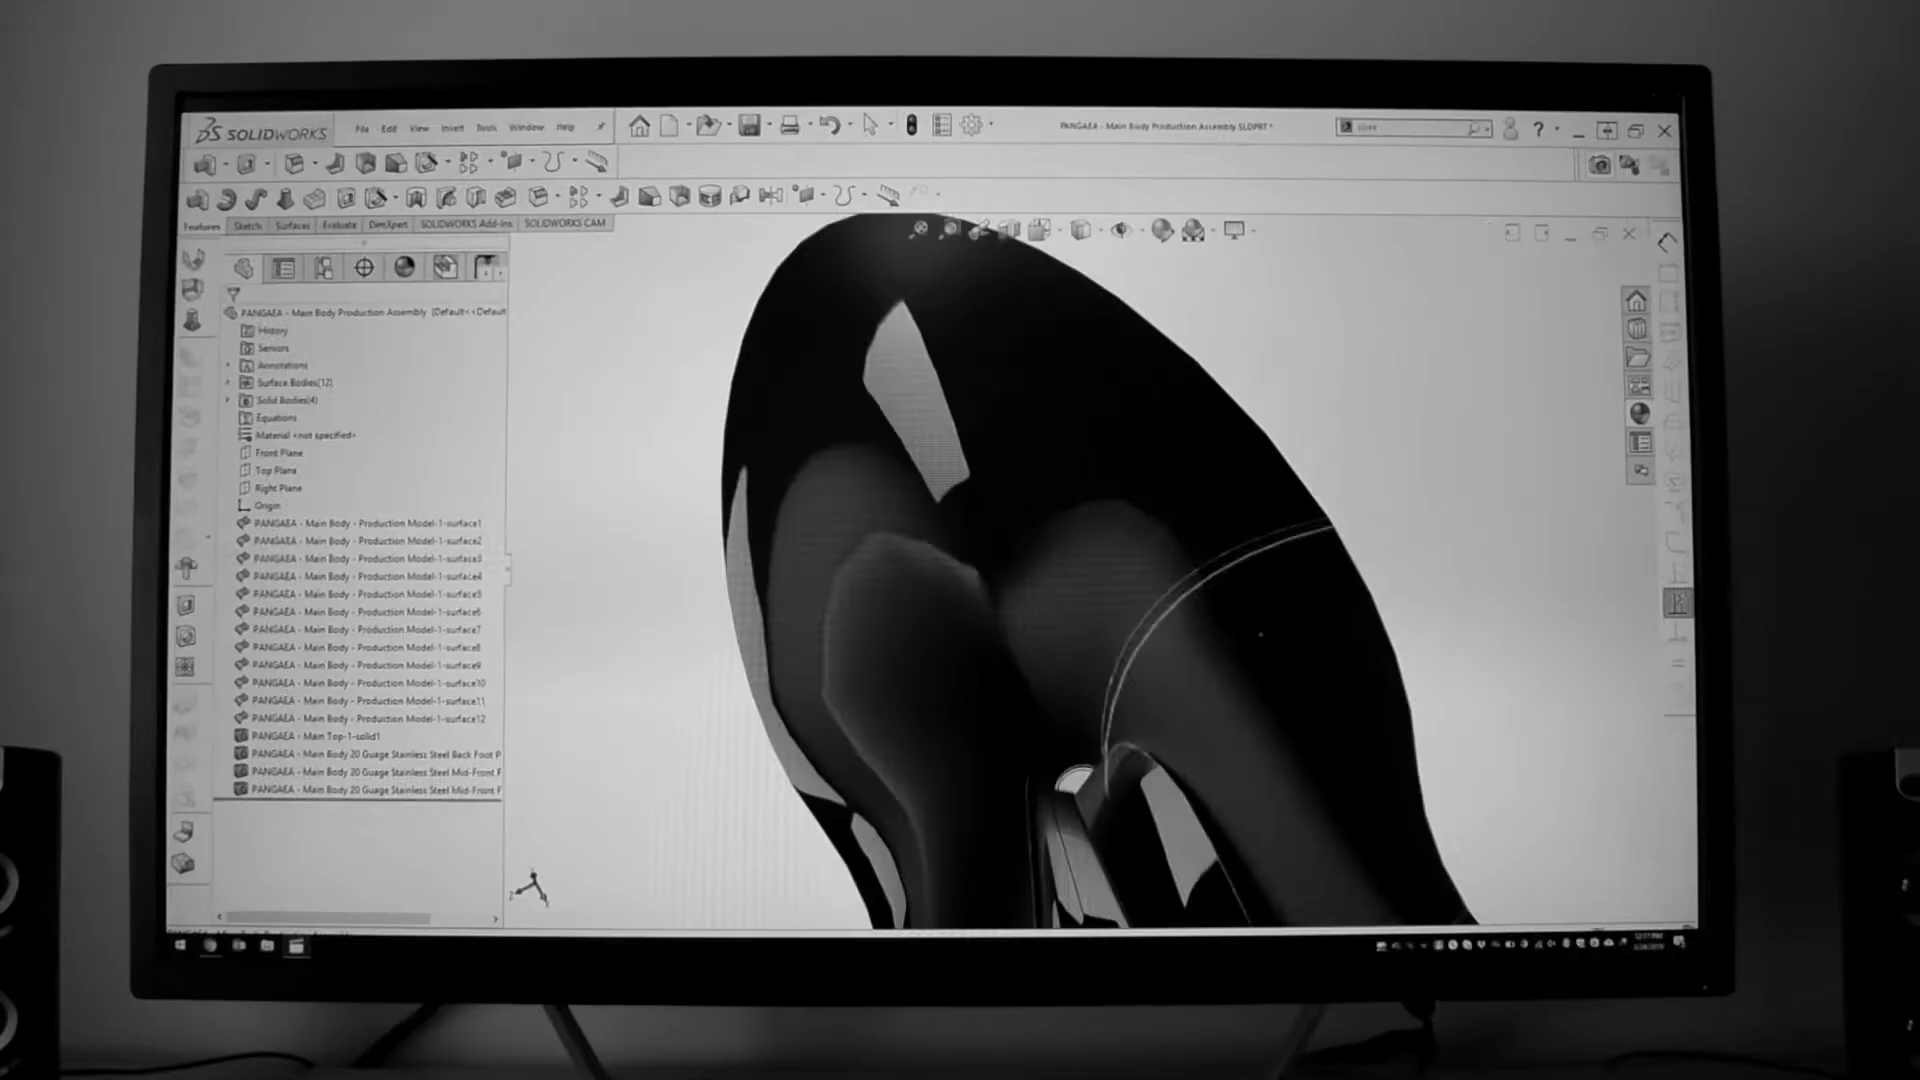 SOLIDWORKS File Edit View Insert Tools Window Help
PANGAEA - Main Body Production Assembly.SLDPRT *
Features Sketch Surfaces Evaluate DimXpert SOLIDWORKS Add-Ins SOLIDWORKS CAM
PANGAEA - Main Body Production Assembly (Default<<Default
History
Sensors
Annotations
Surface Bodies(12)
Solid Bodies(4)
Equations
Material <not specified>
Front Plane
Top Plane
Right Plane
Origin
PANGAEA - Main Body - Production Model-1-surface1
PANGAEA - Main Body - Production Model-1-surface2
PANGAEA - Main Body - Production Model-1-surface3
PANGAEA - Main Body - Production Model-1-surface4
PANGAEA - Main Body - Production Model-1-surface5
PANGAEA - Main Body - Production Model-1-surface6
PANGAEA - Main Body - Production Model-1-surface7
PANGAEA - Main Body - Production Model-1-surface8
PANGAEA - Main Body - Production Model-1-surface9
PANGAEA - Main Body - Production Model-1-surface10
PANGAEA - Main Body - Production Model-1-surface11
PANGAEA - Main Body - Production Model-1-surface12
PANGAEA - Main Top-1-solid1
PANGAEA - Main Body 20 Guage Stainless Steel Back Foot P
PANGAEA - Main Body 20 Guage Stainless Steel Mid-Front F
PANGAEA - Main Body 20 Guage Stainless Steel Mid-Front F